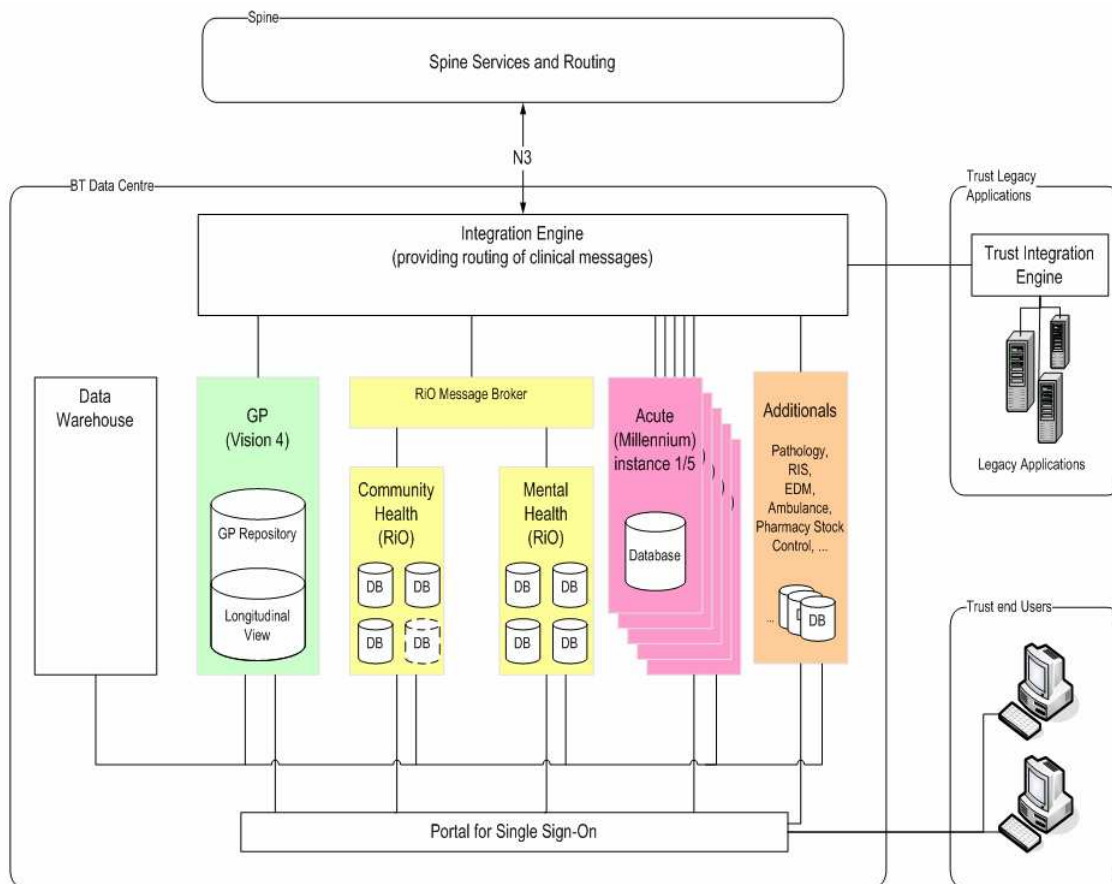 Spine
Spine Services and Routing
N3
BT Data Centre
Integration Engine
(providing routing of clinical messages)
Trust Legacy
Applications
Trust Integration
Engine
Legacy Applications
Data
Warehouse
GP
(Vision 4)
GP Repository
Longitudinal
View
RiO Message Broker
Community
Health
(RiO)
DB
DB
DB
DB
Mental
Health
(RiO)
DB
DB
DB
DB
Acute
(Millennium)
instance 1/5
Database
Additionals
Pathology,
RIS,
EDM,
Ambulance,
Pharmacy Stock
Control, ...
...
DB
Trust end Users
Portal for Single Sign-On